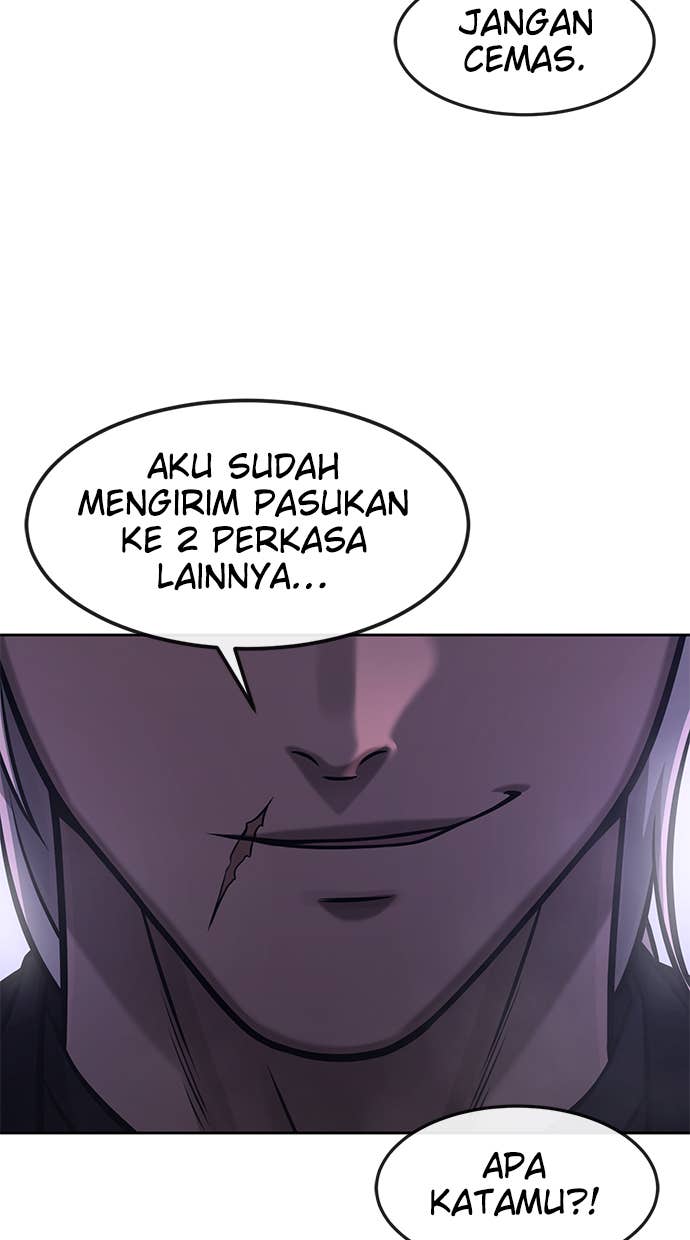 JANGAN
CEMAS.
AKU SUDAH
MENGIRIM PASUKAN
KE 2 PERKASA
LAINNYA...
APA
KATAMU?!